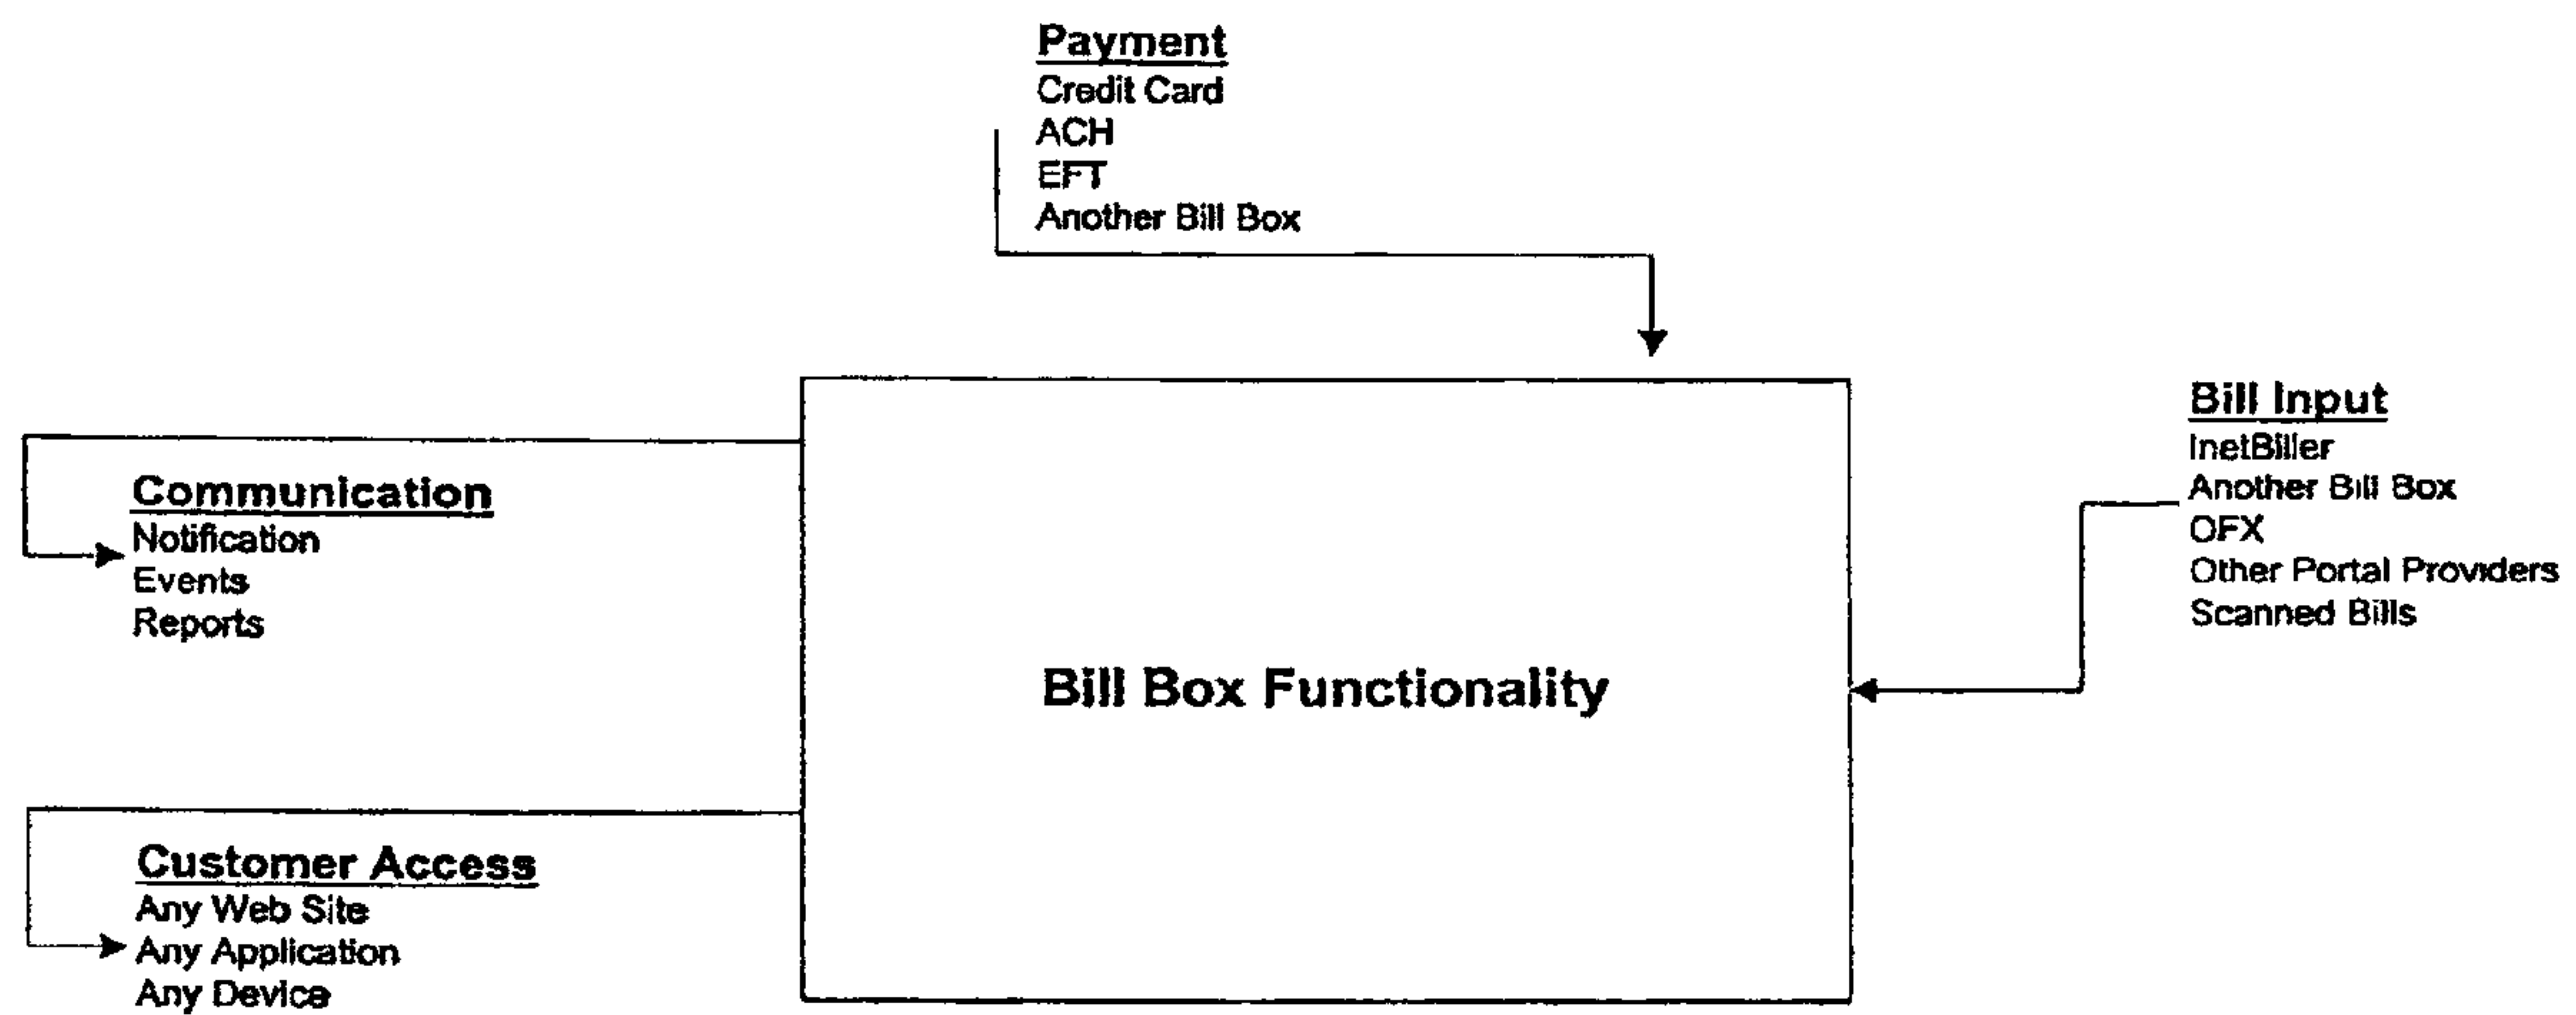 Payment
Credit Card
ACH
EFT
Another Bill Box
Bill Input
InetBiller
Another Bill Box
OFX
Other Portal Providers
Scanned Bills
Communication
Notification
Events
Reports
Bill Box Functionality
Customer Access
Any Web Site
Any Application
Any Device